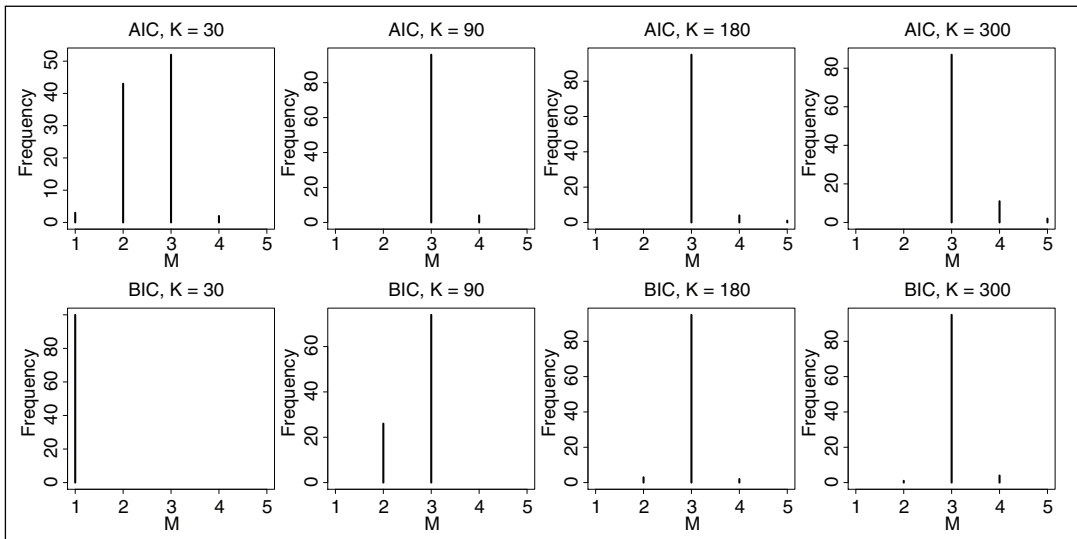 AIC, K = 30
AIC, K = 90
AIC, K = 180
AIC, K = 300
Frequency
0 10 20 30 40 50
1 2 3 4 5
M
Frequency
0 20 40 60 80
1 2 3 4 5
M
Frequency
0 20 40 60 80
1 2 3 4 5
M
Frequency
0 20 40 60 80
1 2 3 4 5
M
BIC, K = 30
BIC, K = 90
BIC, K = 180
BIC, K = 300
Frequency
0 20 40 60 80
1 2 3 4 5
M
Frequency
0 20 40 60
1 2 3 4 5
M
Frequency
0 20 40 60 80
1 2 3 4 5
M
Frequency
0 20 40 60 80
1 2 3 4 5
M